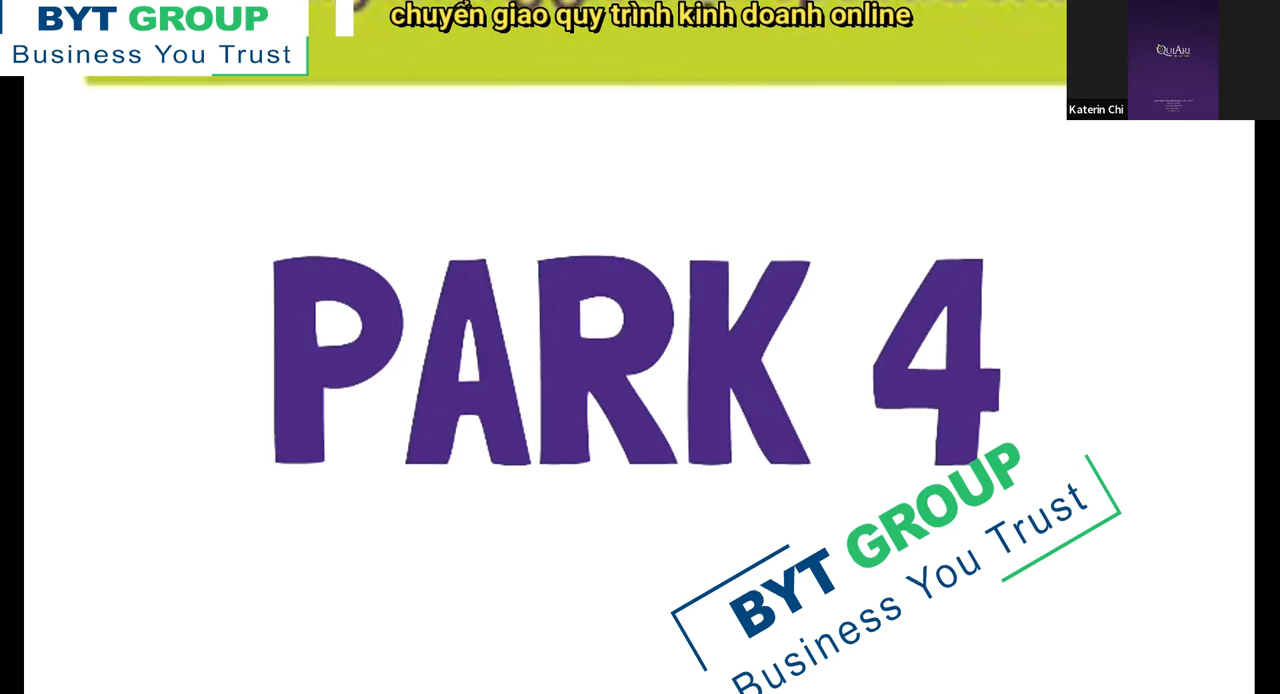 BYT GROUP
Business You Trust
chuyển giao quy trình kinh doanh online
QUIARI
Katerin Chi
PARK 4
BYT GROUP
Business You Trust